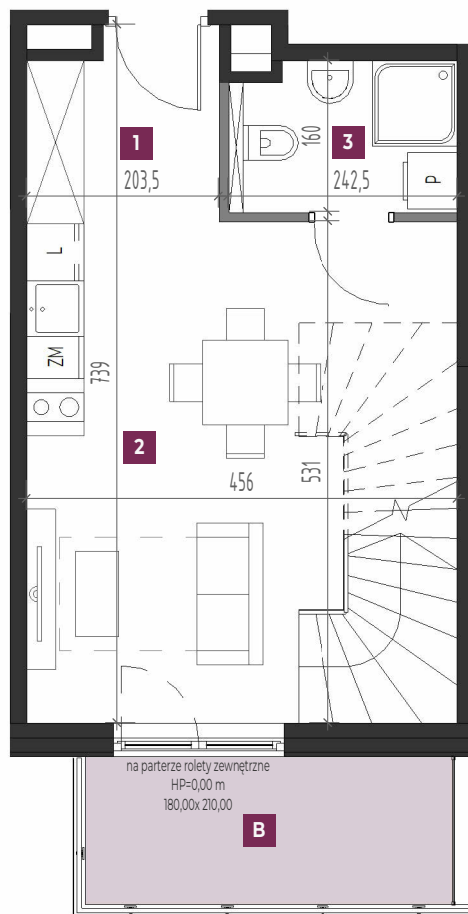 1
203,5
160
3
242,5
P
L
ZM
739
2
456
531
na parterze rolety zewnętrzne
HP=0,00 m
180,00x 210,00
B